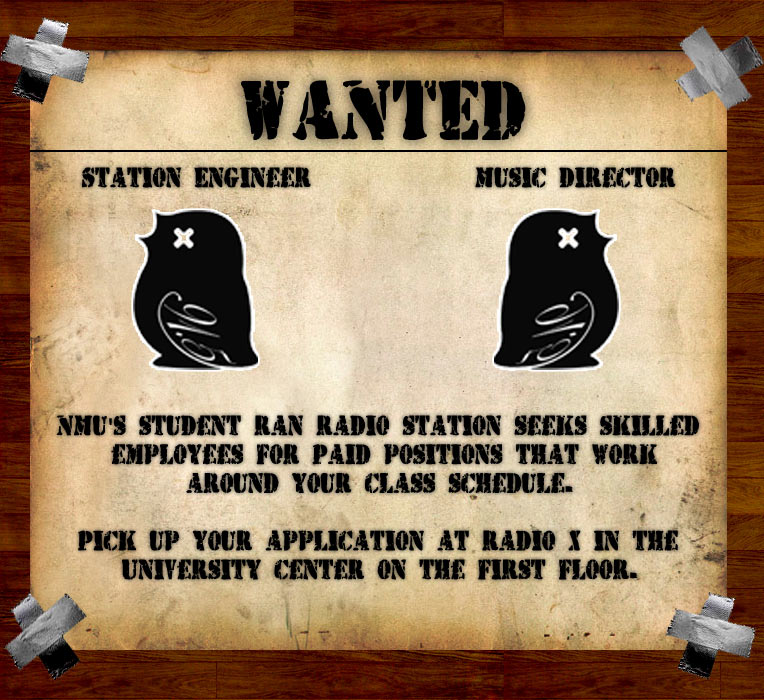 WANTED
STATION ENGINEER
MUSIC DIRECTOR
NMU'S STUDENT RAN RADIO STATION SEEKS SKILLED
EMPLOYEES FOR PAID POSITIONS THAT WORK
AROUND YOUR CLASS SCHEDULE.
PICK UP YOUR APPLICATION AT RADIO X IN THE
UNIVERSITY CENTER ON THE FIRST FLOOR.